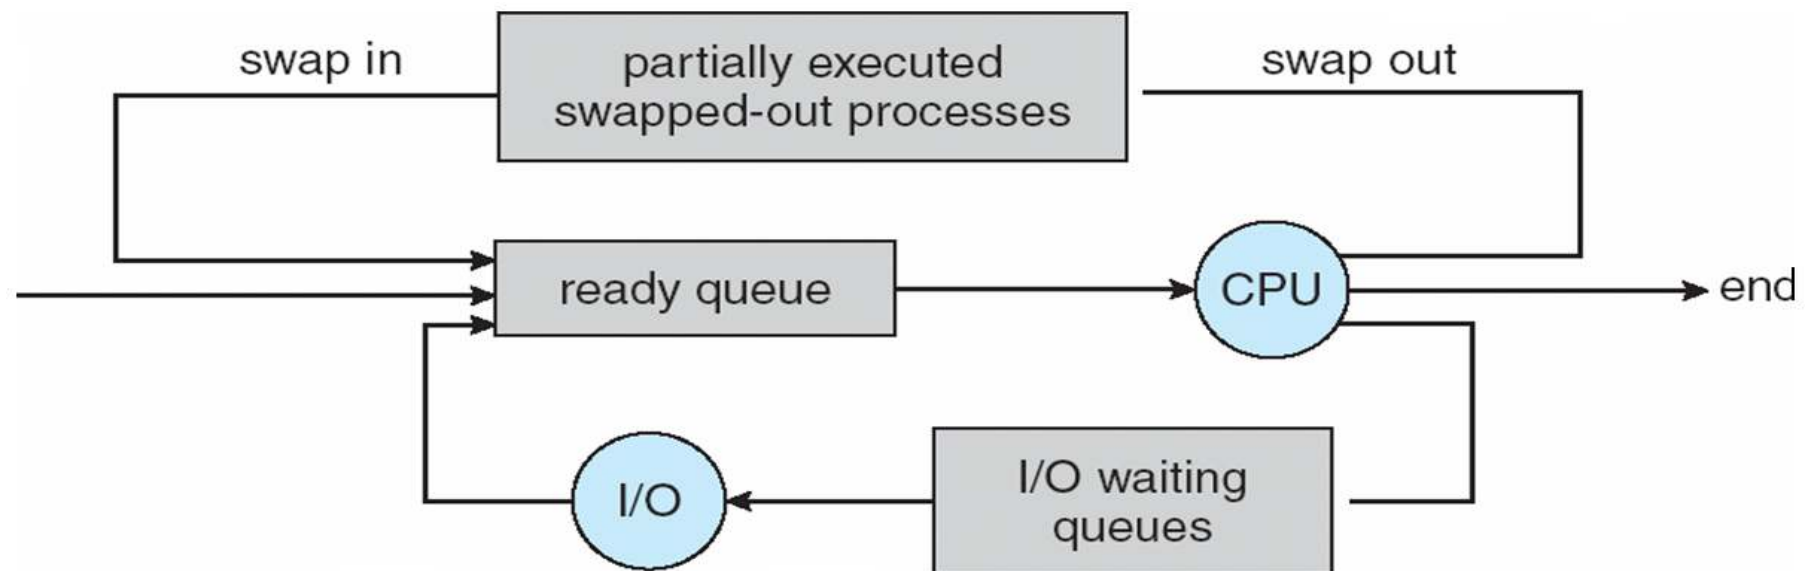 swap in
partially executed
swapped-out processes
swap out
ready queue
CPU
end
I/O
I/O waiting
queues